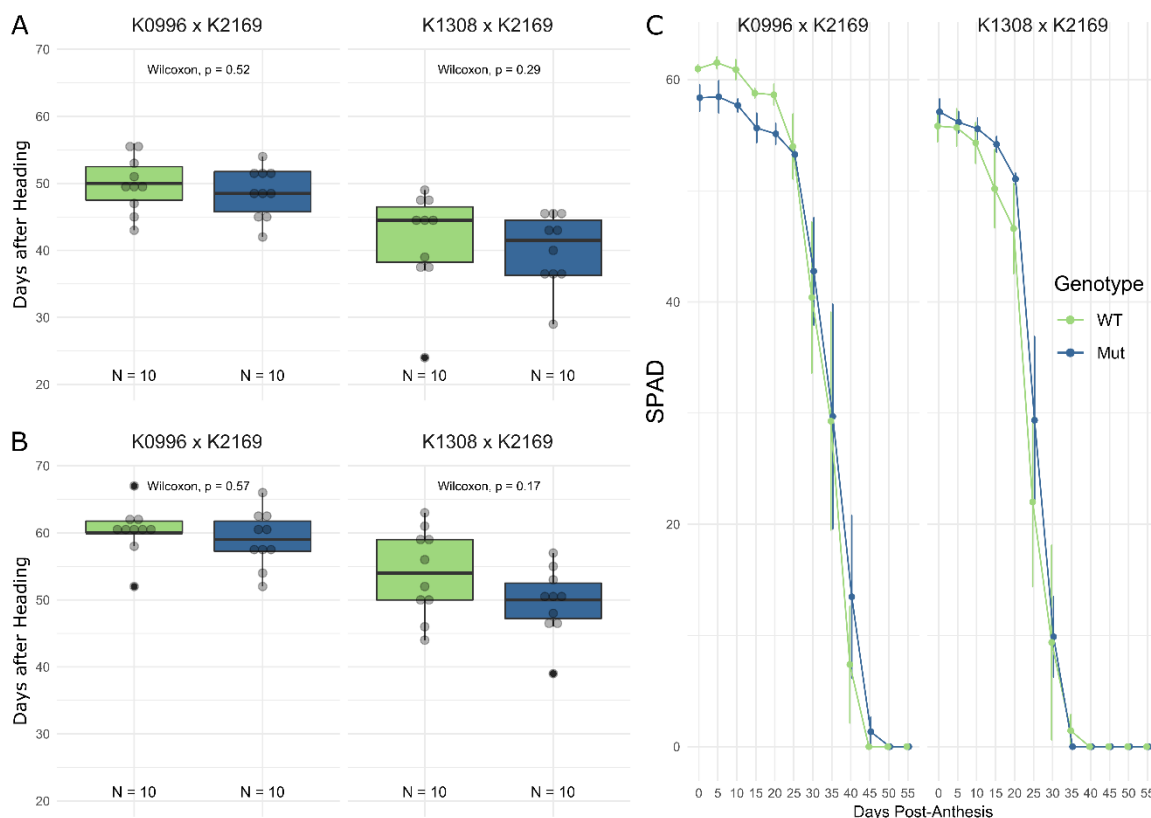 A
K0996 x K2169
K1308 x K2169
70
60
50
40
30
20
Days after Heading
Wilcoxon, p = 0.52
Wilcoxon, p = 0.29
N = 10
N = 10
N = 10
N = 10
B
K0996 x K2169
K1308 x K2169
70
60
50
40
30
20
Days after Heading
Wilcoxon, p = 0.57
Wilcoxon, p = 0.17
N = 10
N = 10
N = 10
N = 10
C
K0996 x K2169
K1308 x K2169
60
40
20
0
SPAD
Genotype
WT
Mut
0 5 10 15 20 25 30 35 40 45 35 55
0 5 10 15 20 25 30 35 40 45 35 55
Days Post-Anthesis